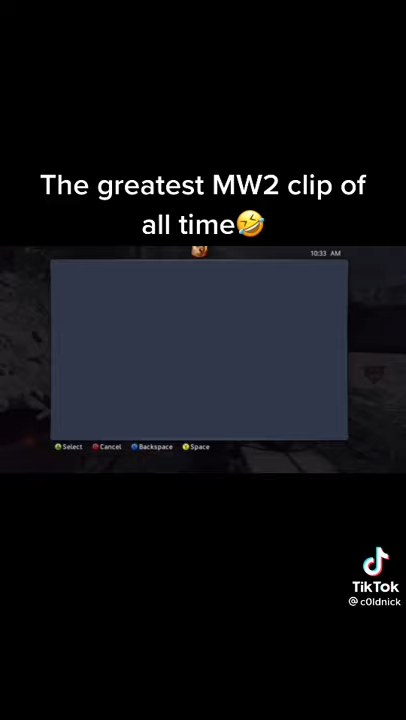 The greatest MW2 clip of
all time🤣
10:33 AM
Select Cancel Backspace Space
TikTok
@c0ldnick